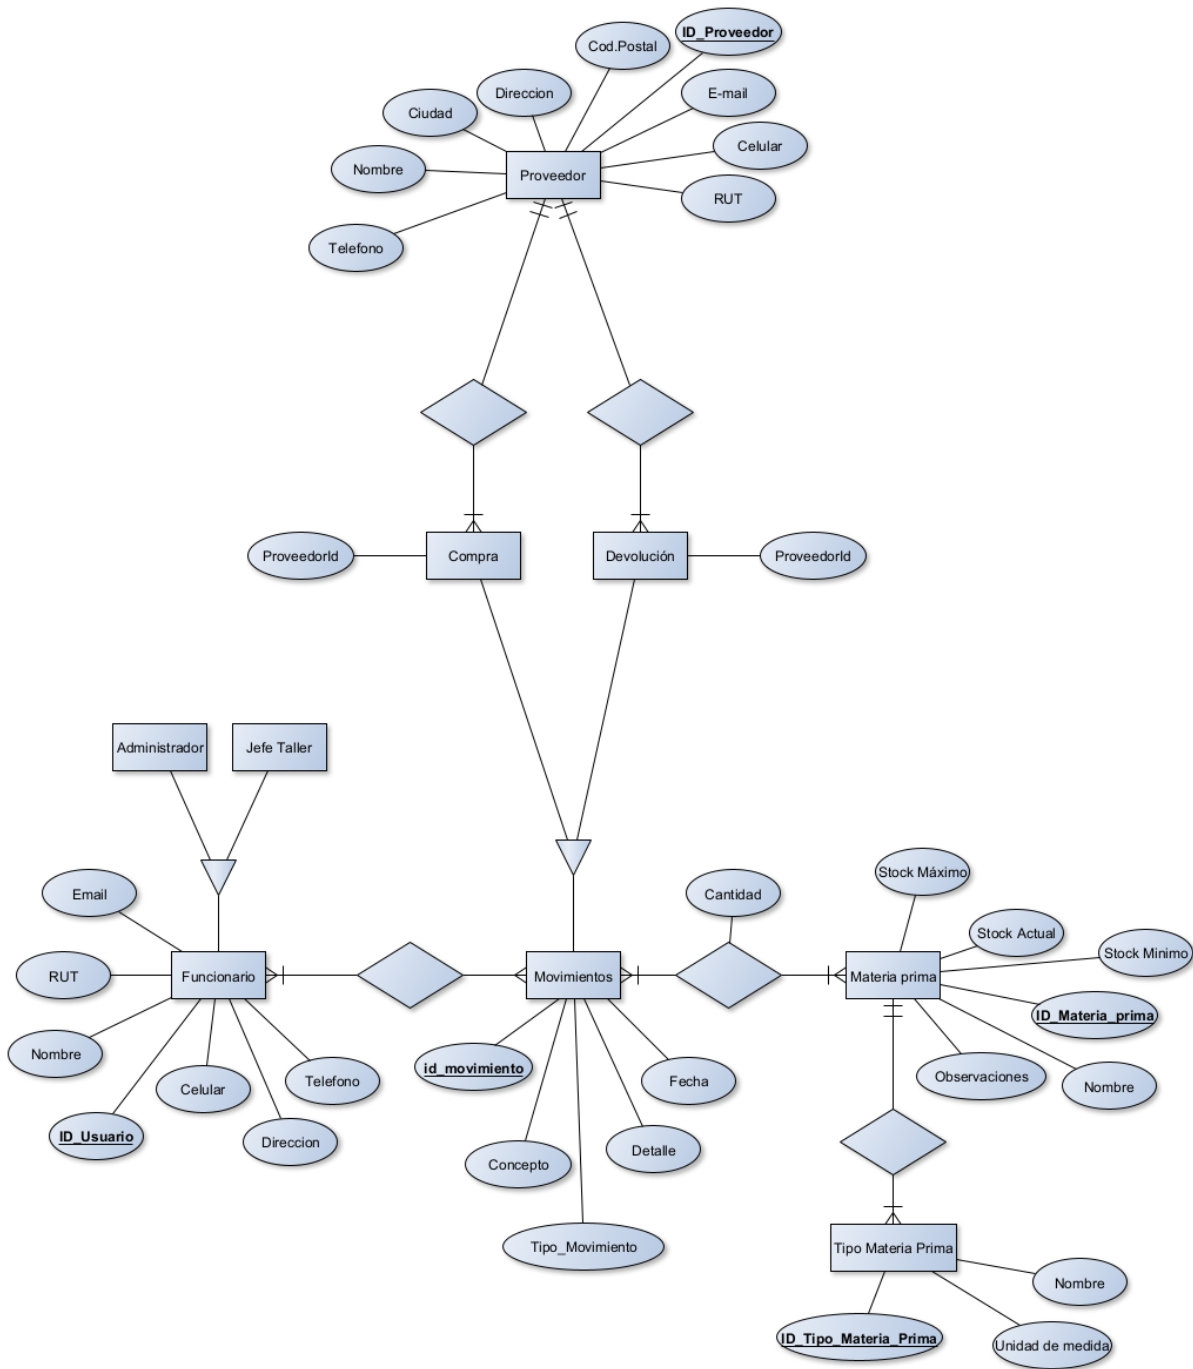 ID_Proveedor
Cod.Postal
Direccion
E-mail
Ciudad
Celular
Nombre
Proveedor
RUT
Telefono
ProveedorId
Compra
Devolución
ProveedorId
Administrador
Jefe Taller
Stock Máximo
Email
Cantidad
Stock Actual
Stock Minimo
RUT
Funcionario
Movimientos
Materia prima
ID_Materia_prima
Nombre
id_movimiento
Fecha
Observaciones
Nombre
Celular
Telefono
ID_Usuario
Direccion
Detalle
Concepto
Tipo_Movimiento
Tipo Materia Prima
Nombre
ID_Tipo_Materia_Prima
Unidad de medida